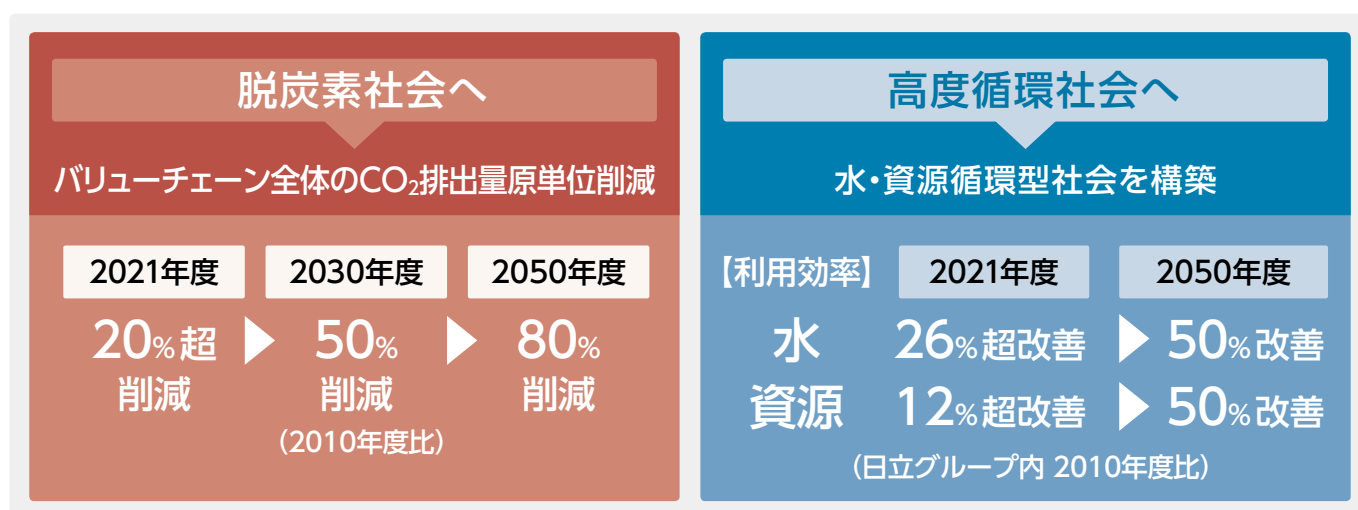 脱炭素社会へ
バリューチェーン全体のCO₂排出量原単位削減
2021年度 2030年度 2050年度
20%超 50% 80%
削減 削減 削減
(2010年度比)
高度循環社会へ
水・資源循環型社会を構築
【利用効率】 2021年度 2050年度
水 26%超改善 50%改善
資源 12%超改善 50%改善
(日立グループ内 2010年度比)